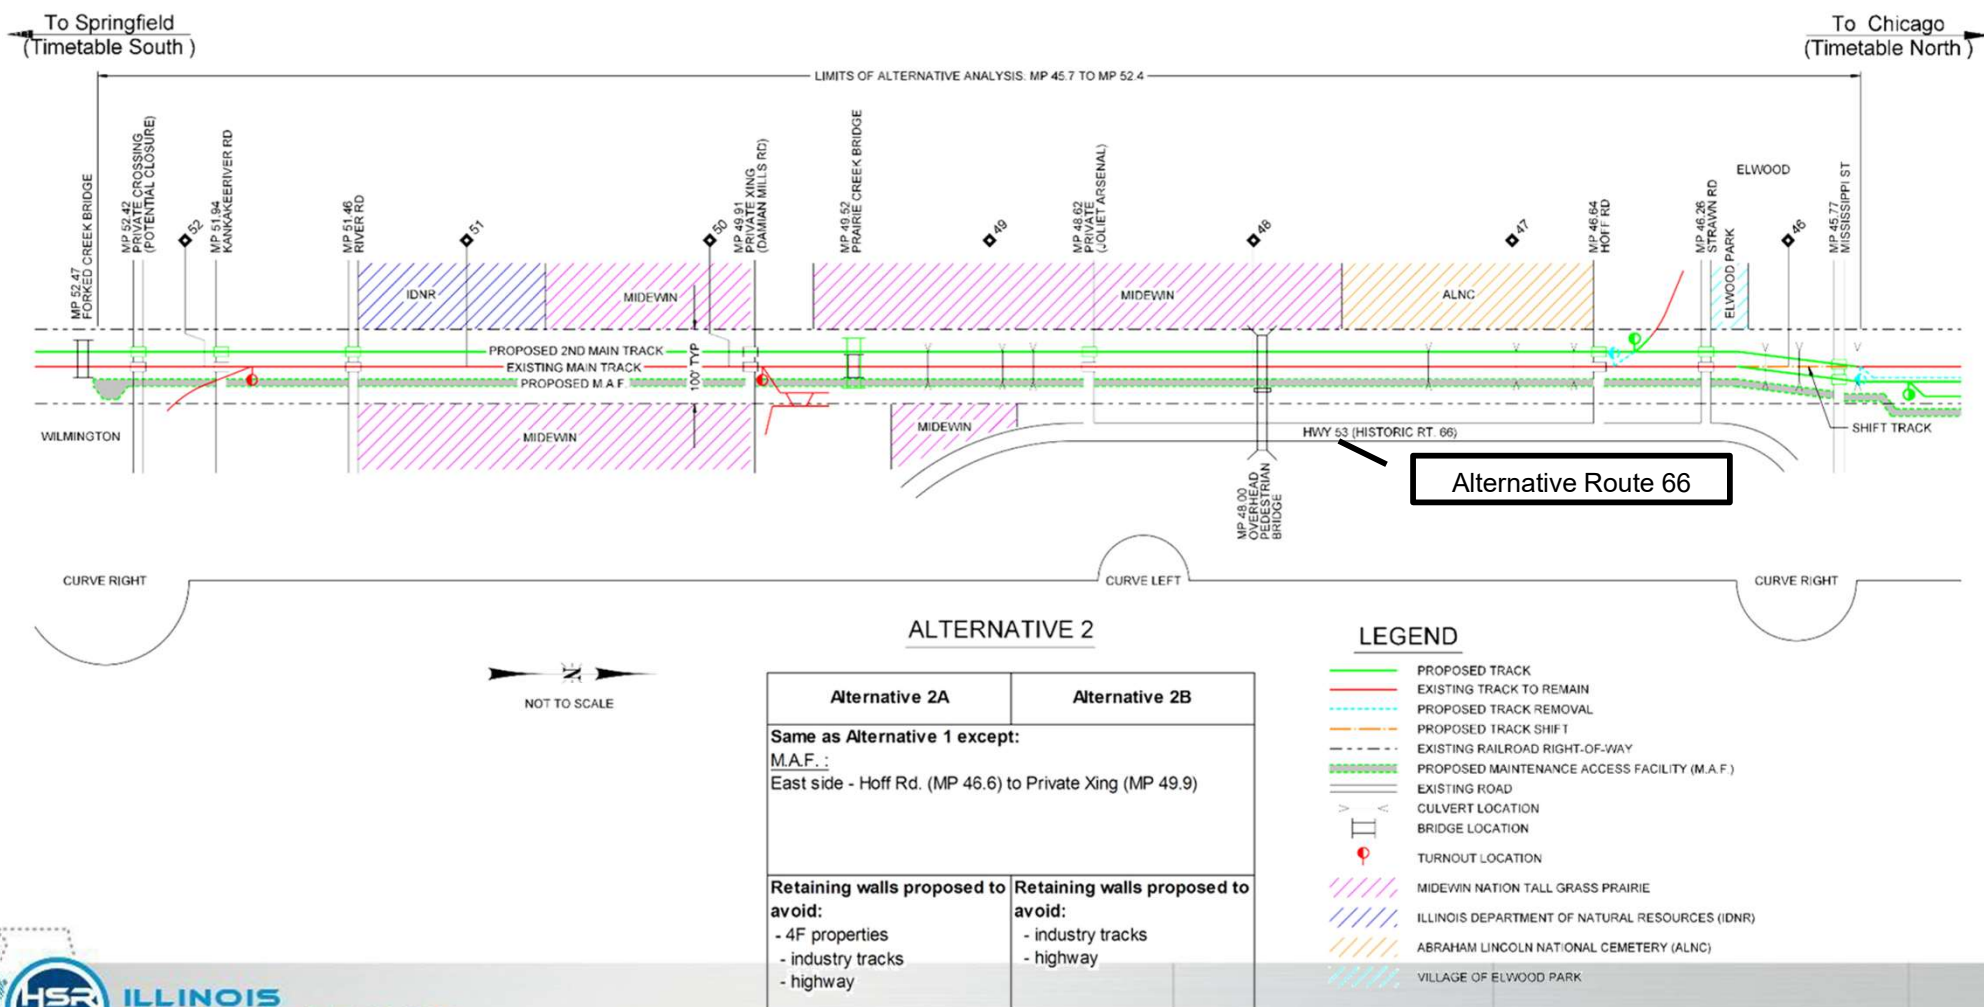 To Springfield
(Timetable South )
To Chicago
(Timetable North )
LIMITS OF ALTERNATIVE ANALYSIS: MP 45.7 TO MP 52.4
MP 52.47
FORKED CREEK BRIDGE
MP 52.42
PRIVATE CROSSING
(POTENTIAL CLOSURE)
52
MP 51.94
KANKAKEERIVER RD
MP 51.46
RIVER RD
51
50
MP 49.91
PRIVATE XING
(DAMIAN MILLS RD)
MP 49.52
PRAIRIE CREEK BRIDGE
49
MP 48.62
PRIVATE
(JOLIET ARSENAL)
48
47
MP 46.64
HOFF RD
MP 46.26
STRAWN RD
ELWOOD PARK
ELWOOD
46
MP 45.77
MISSISSIPPI ST
IDNR
MIDEWIN
MIDEWIN
ALNC
PROPOSED 2ND MAIN TRACK
EXISTING MAIN TRACK
PROPOSED M.A.F.
100' TYP
WILMINGTON
MIDEWIN
MIDEWIN
HWY 53 (HISTORIC RT. 66)
SHIFT TRACK
Alternative Route 66
MP 48.00
OVERHEAD
PEDESTRIAN
BRIDGE
CURVE RIGHT
CURVE LEFT
CURVE RIGHT
N
NOT TO SCALE
ALTERNATIVE 2
Alternative 2A
Alternative 2B
Same as Alternative 1 except:
M.A.F. :
East side - Hoff Rd. (MP 46.6) to Private Xing (MP 49.9)
Retaining walls proposed to
avoid:
- 4F properties
- industry tracks
- highway
Retaining walls proposed to
avoid:
- industry tracks
- highway
LEGEND
PROPOSED TRACK
EXISTING TRACK TO REMAIN
PROPOSED TRACK REMOVAL
PROPOSED TRACK SHIFT
EXISTING RAILROAD RIGHT-OF-WAY
PROPOSED MAINTENANCE ACCESS FACILITY (M.A.F.)
EXISTING ROAD
CULVERT LOCATION
BRIDGE LOCATION
TURNOUT LOCATION
MIDEWIN NATION TALL GRASS PRAIRIE
ILLINOIS DEPARTMENT OF NATURAL RESOURCES (IDNR)
ABRAHAM LINCOLN NATIONAL CEMETERY (ALNC)
VILLAGE OF ELWOOD PARK
HSR
ILLINOIS